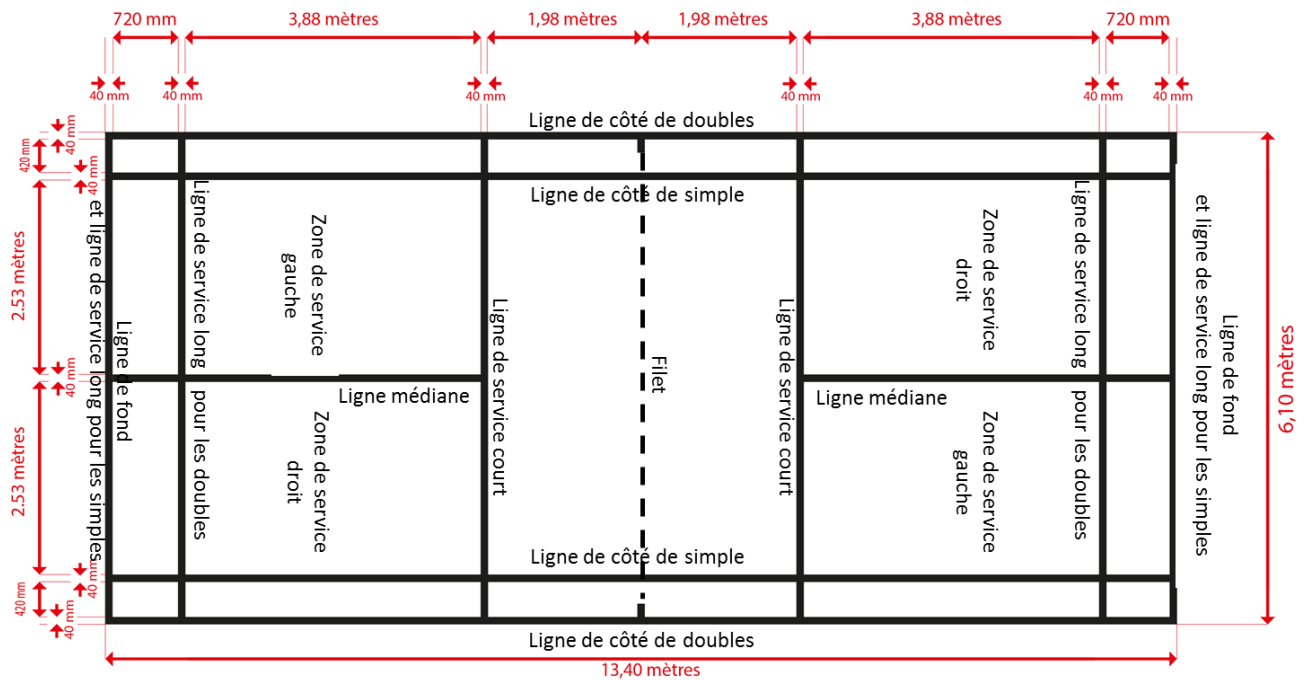 720 mm
3,88 mètres
1,98 mètres
1,98 mètres
3,88 mètres
720 mm
40 mm
40 mm
40 mm
40 mm
40 mm
40 mm
Ligne de côté de doubles
40 mm
420 mm
40 mm
Ligne de côté de simple
2.53 mètres
40 mm
2.53 mètres
40 mm
420 mm
40 mm
Ligne de fond
et ligne de service long pour les simples
Ligne de service long pour les doubles
Zone de service
gauche
Zone de service
droit
Ligne médiane
Ligne de service court
Filet
Ligne de service court
Ligne médiane
Zone de service
droit
Zone de service
gauche
Ligne de service long pour les doubles
Ligne de fond
et ligne de service long pour les simples
6,10 mètres
Ligne de côté de simple
Ligne de côté de doubles
13,40 mètres